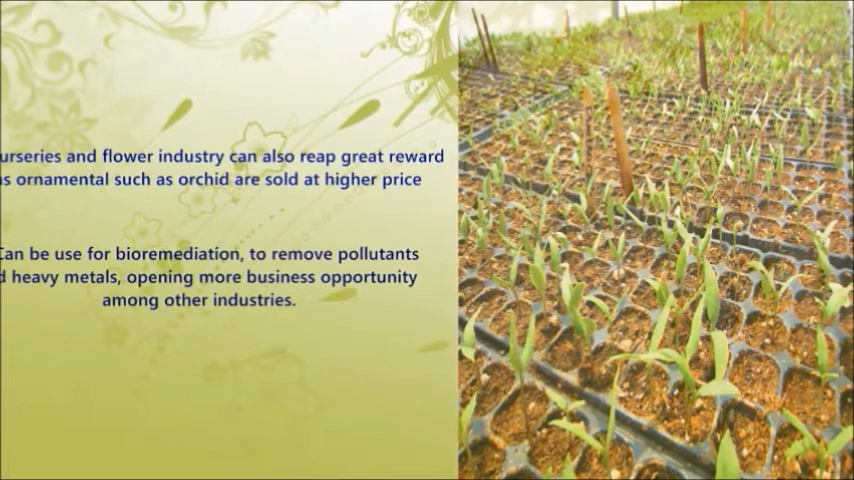 urseries and flower industry can also reap great reward
s ornamental such as orchid are sold at higher price
Can be use for bioremediation, to remove pollutants
d heavy metals, opening more business opportunity
among other industries.